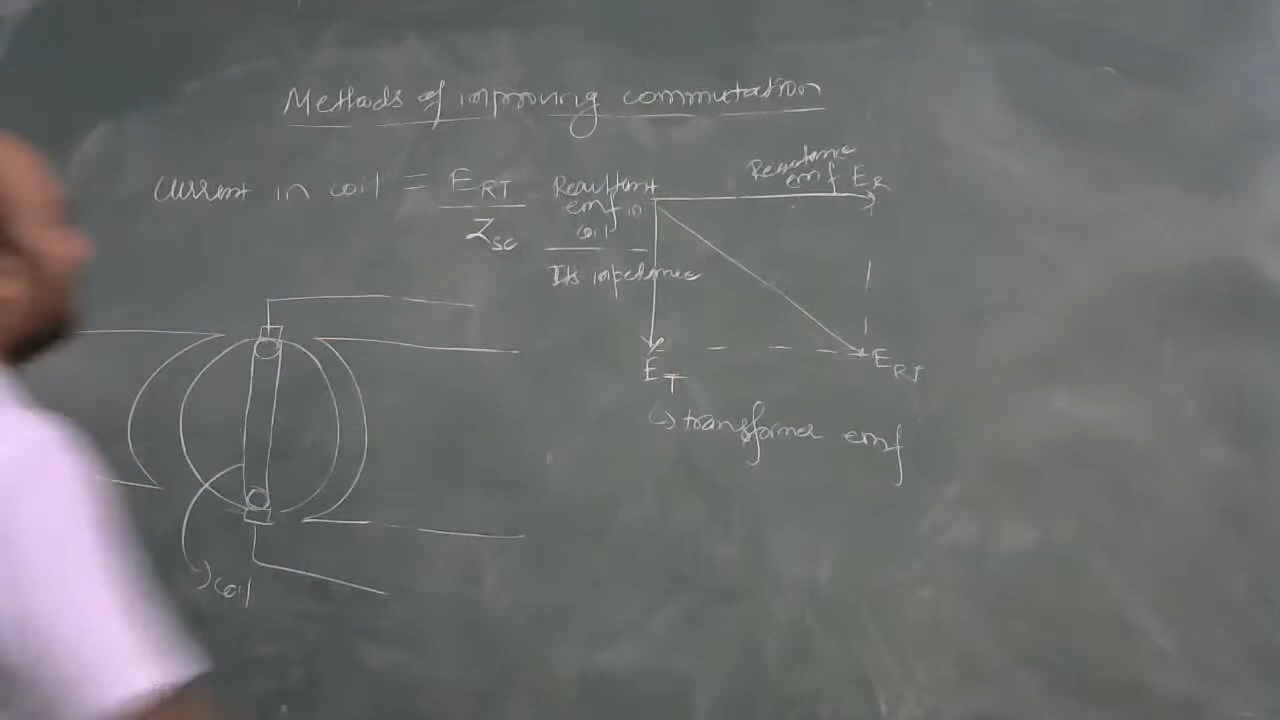 Methods of improving commutation
current in coil = E_RT / Z_sc
Resultant
emf in
coil
Its impedance
Reactance
emf E_R
E_T
E_RT
↳ transformer emf
coil